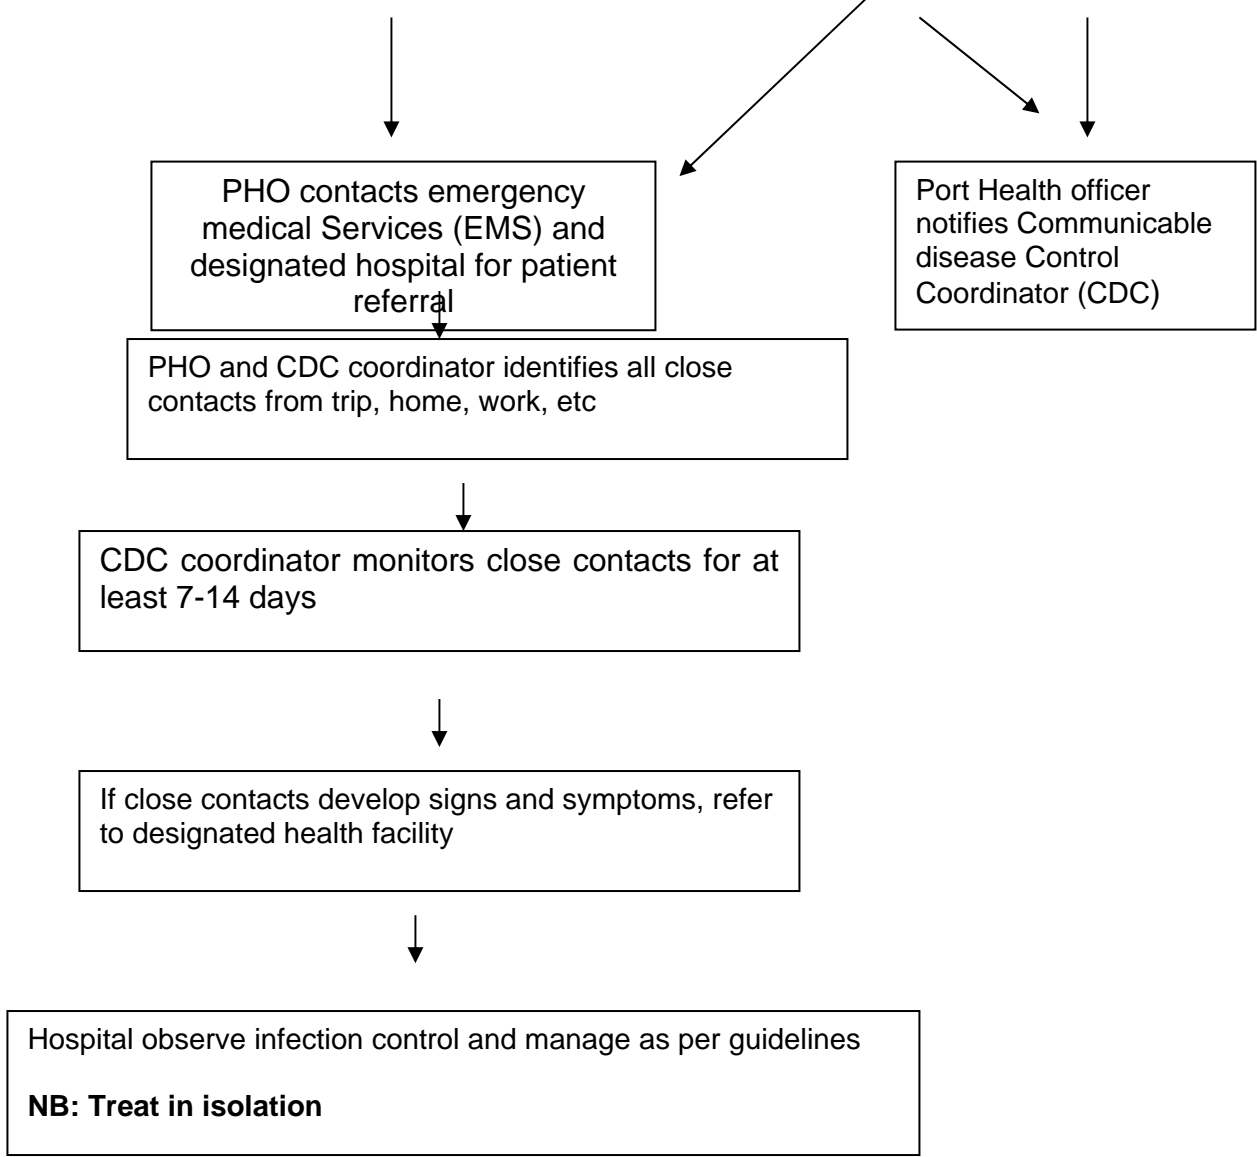 PHO contacts emergency
medical Services (EMS) and
designated hospital for patient
referral
Port Health officer
notifies Communicable
disease Control
Coordinator (CDC)
PHO and CDC coordinator identifies all close
contacts from trip, home, work, etc
CDC coordinator monitors close contacts for at
least 7-14 days
If close contacts develop signs and symptoms, refer
to designated health facility
Hospital observe infection control and manage as per guidelines
NB: Treat in isolation